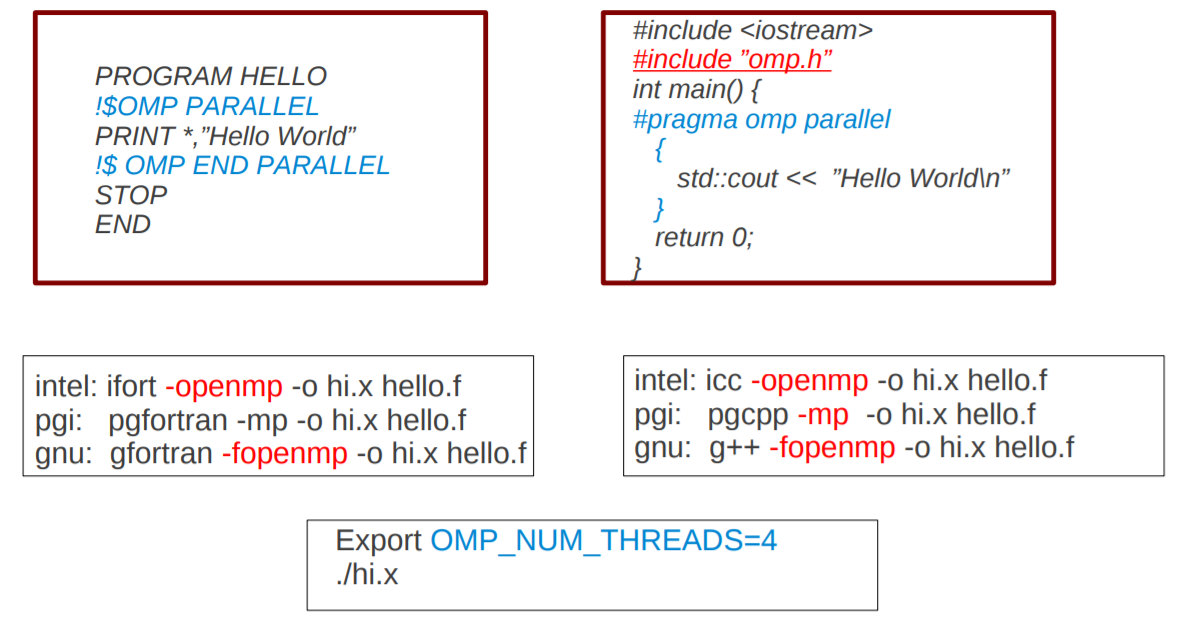 PROGRAM HELLO
!$OMP PARALLEL
PRINT *,”Hello World”
!$ OMP END PARALLEL
STOP
END
#include <iostream>
#include ”omp.h”
int main() {
#pragma omp parallel
{
std::cout << ”Hello World\n”
}
return 0;
}
intel: ifort -openmp -o hi.x hello.f
pgi: pgfortran -mp -o hi.x hello.f
gnu: gfortran -fopenmp -o hi.x hello.f
intel: icc -openmp -o hi.x hello.f
pgi: pgcpp -mp -o hi.x hello.f
gnu: g++ -fopenmp -o hi.x hello.f
Export OMP_NUM_THREADS=4
./hi.x